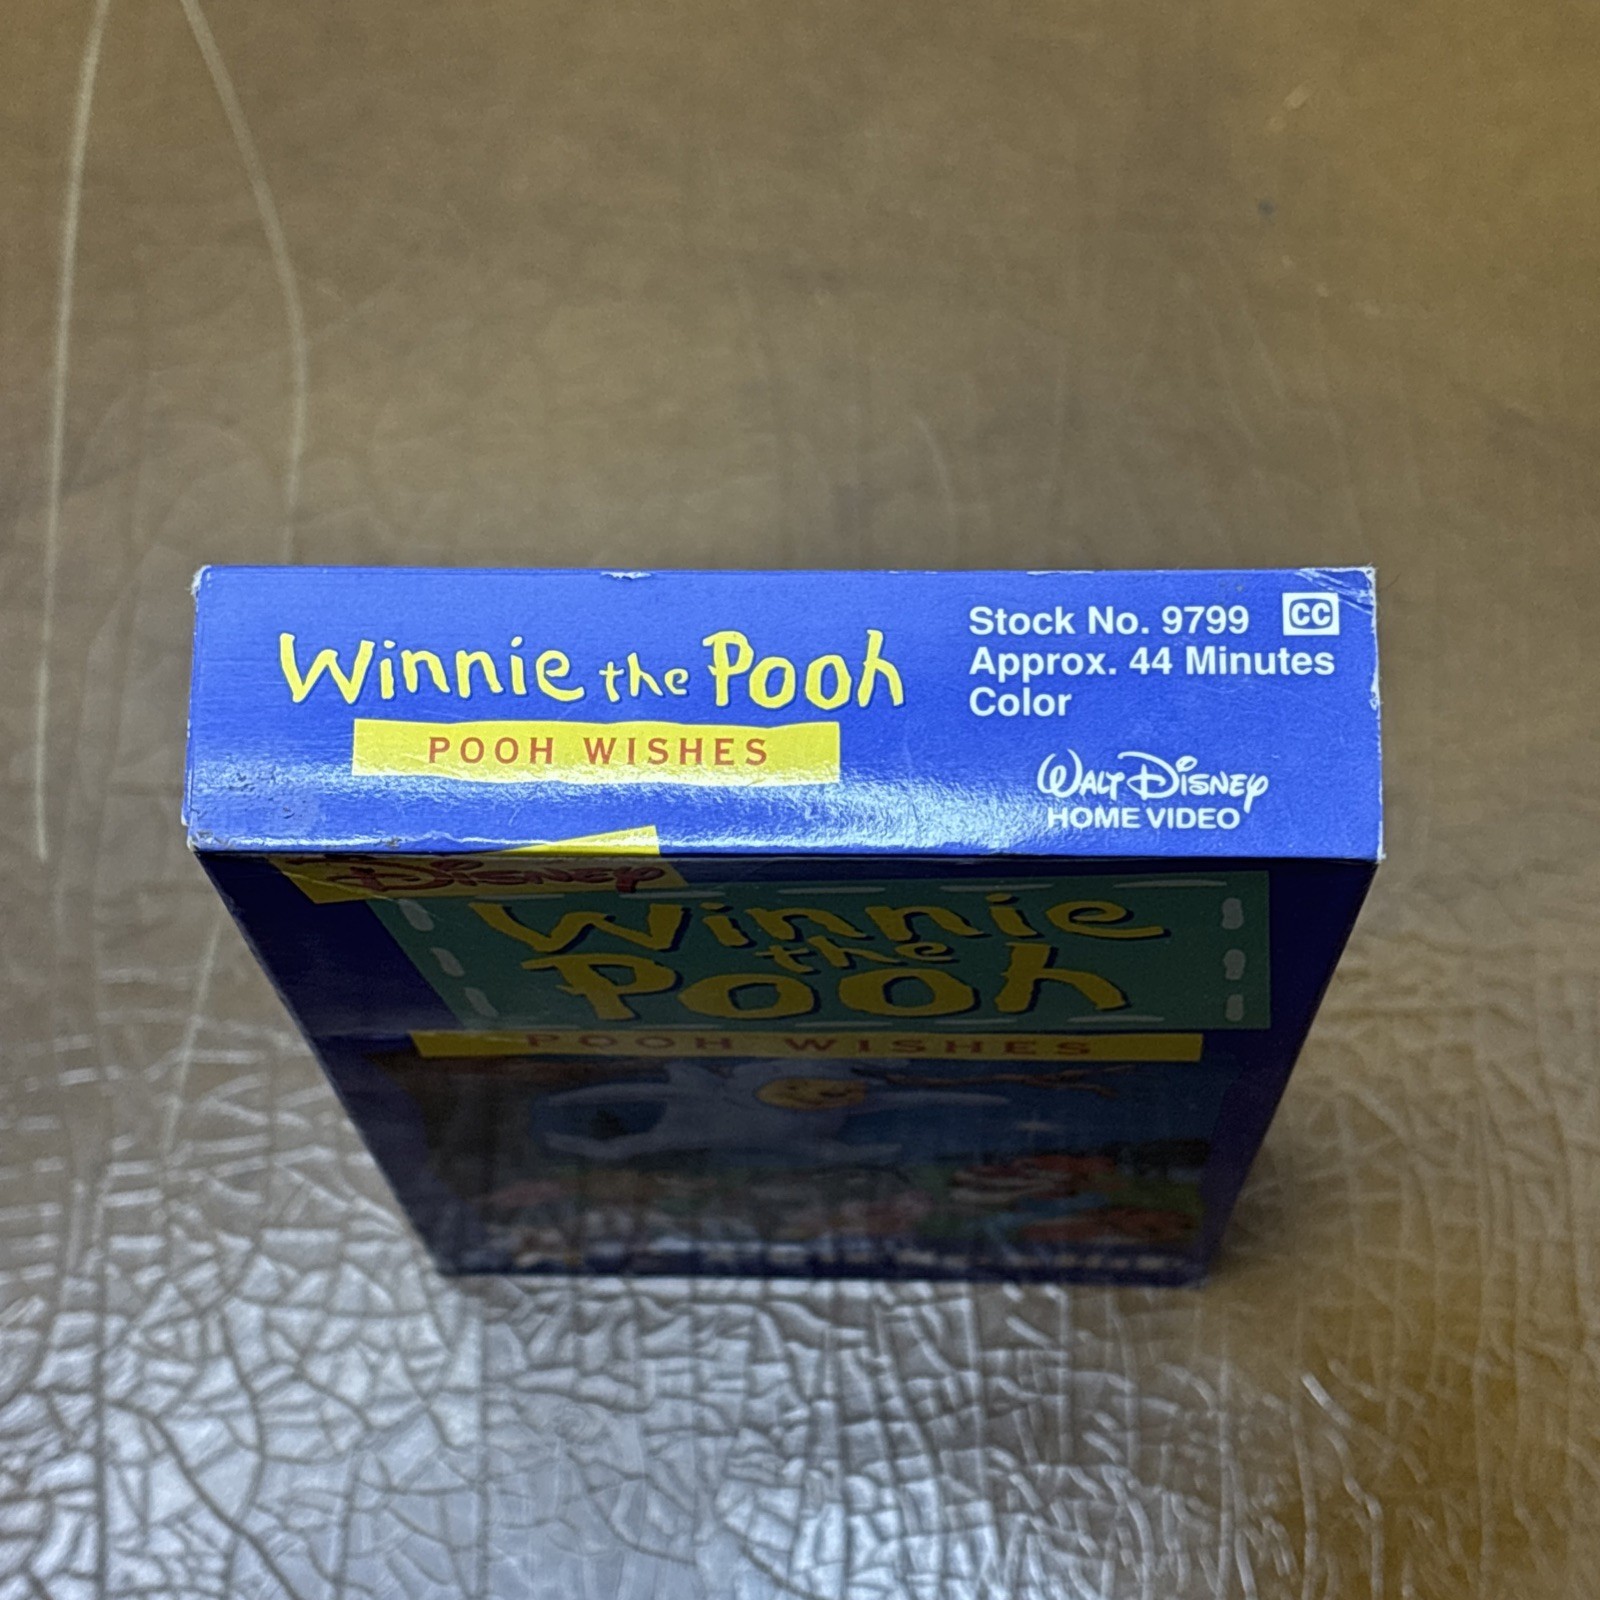 Winnie the Pooh
POOH WISHES
Stock No. 9799 CC
Approx. 44 Minutes
Color
WALT DISNEY
HOME VIDEO
DISNEY
Winnie
the
Pooh
POOH WISHES